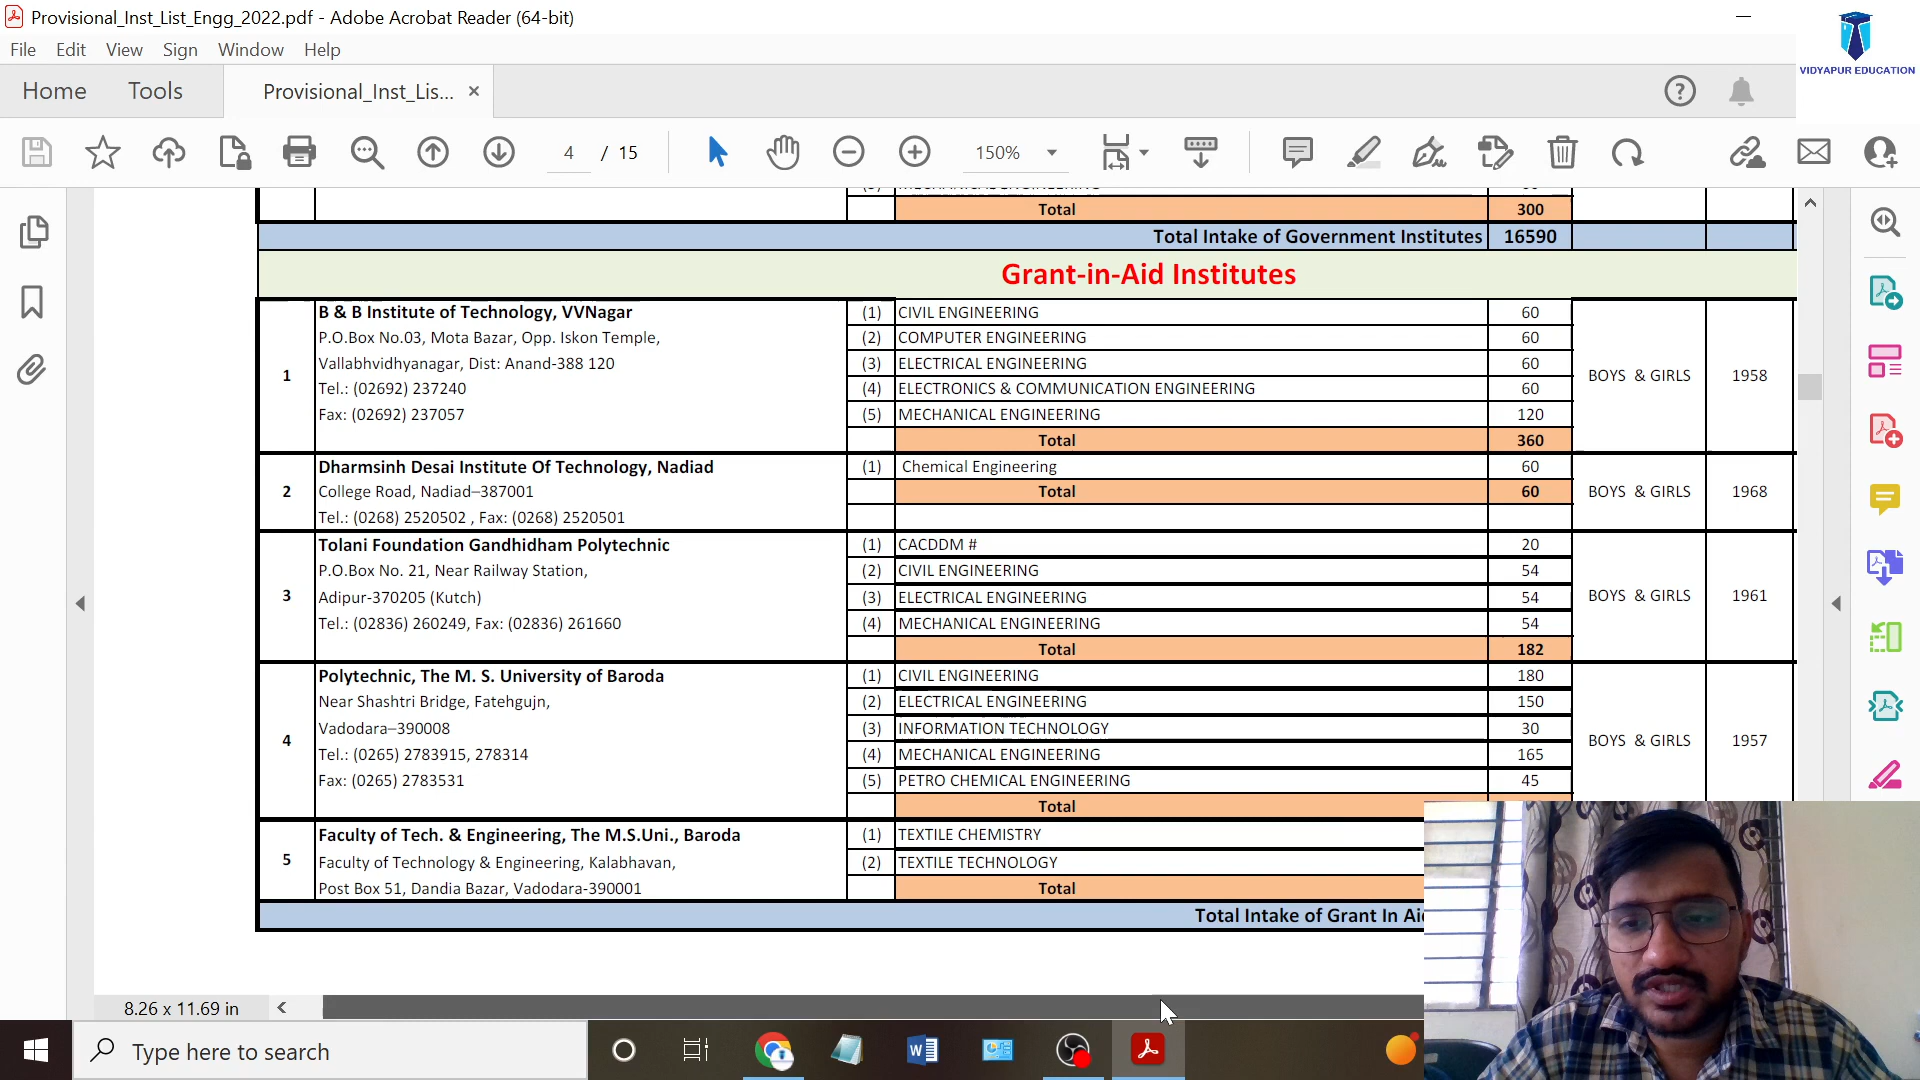 Provisional_Inst_List_Engg_2022.pdf - Adobe Acrobat Reader (64-bit)
VIDYAPUR EDUCATION
File Edit View Sign Window Help
Home Tools Provisional_Inst_Lis... ×
4 / 15 150%
Total 300
Total Intake of Government Institutes 16590
Grant-in-Aid Institutes
1
B & B Institute of Technology, VVNagar
P.O.Box No.03, Mota Bazar, Opp. Iskon Temple,
Vallabhvidhyanagar, Dist: Anand-388 120
Tel.: (02692) 237240
Fax: (02692) 237057
(1) CIVIL ENGINEERING 60
(2) COMPUTER ENGINEERING 60
(3) ELECTRICAL ENGINEERING 60
(4) ELECTRONICS & COMMUNICATION ENGINEERING 60
(5) MECHANICAL ENGINEERING 120
Total 360
BOYS & GIRLS 1958
2
Dharmsinh Desai Institute Of Technology, Nadiad
College Road, Nadiad–387001
Tel.: (0268) 2520502 , Fax: (0268) 2520501
(1) Chemical Engineering 60
Total 60
BOYS & GIRLS 1968
3
Tolani Foundation Gandhidham Polytechnic
P.O.Box No. 21, Near Railway Station,
Adipur-370205 (Kutch)
Tel.: (02836) 260249, Fax: (02836) 261660
(1) CACDDM # 20
(2) CIVIL ENGINEERING 54
(3) ELECTRICAL ENGINEERING 54
(4) MECHANICAL ENGINEERING 54
Total 182
BOYS & GIRLS 1961
4
Polytechnic, The M. S. University of Baroda
Near Shashtri Bridge, Fatehgujn,
Vadodara–390008
Tel.: (0265) 2783915, 278314
Fax: (0265) 2783531
(1) CIVIL ENGINEERING 180
(2) ELECTRICAL ENGINEERING 150
(3) INFORMATION TECHNOLOGY 30
(4) MECHANICAL ENGINEERING 165
(5) PETRO CHEMICAL ENGINEERING 45
Total
BOYS & GIRLS 1957
5
Faculty of Tech. & Engineering, The M.S.Uni., Baroda
Faculty of Technology & Engineering, Kalabhavan,
Post Box 51, Dandia Bazar, Vadodara-390001
(1) TEXTILE CHEMISTRY
(2) TEXTILE TECHNOLOGY
Total
Total Intake of Grant In
8.26 x 11.69 in
Type here to search